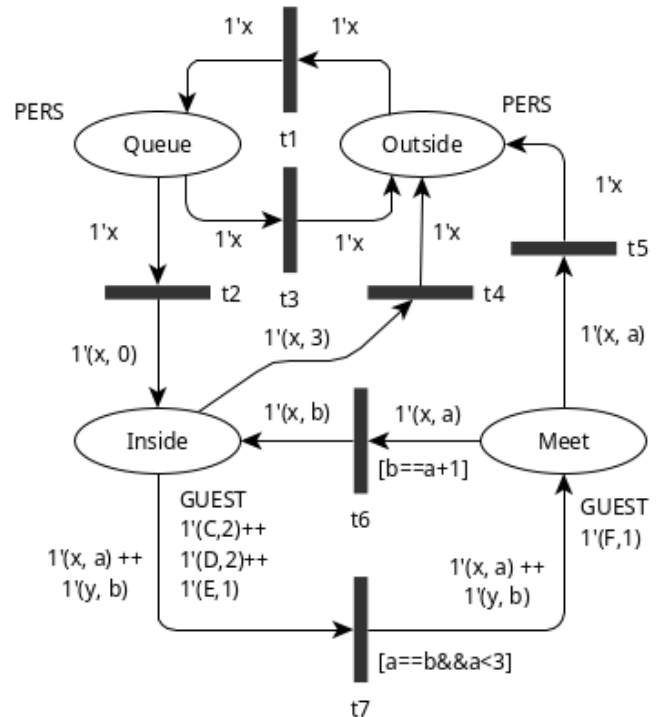 1'x
1'x
PERS
PERS
Queue
Outside
t1
1'x
1'x
1'x
1'x
1'x
t5
t2
t3
t4
1'(x, 0)
1'(x, 3)
1'(x, a)
1'(x, b)
1'(x, a)
Inside
Meet
[b==a+1]
GUEST
1'(C,2)++
1'(D,2)++
1'(E,1)
t6
GUEST
1'(F,1)
1'(x, a) ++
1'(y, b)
1'(x, a) ++
1'(y, b)
[a==b&&a<3]
t7